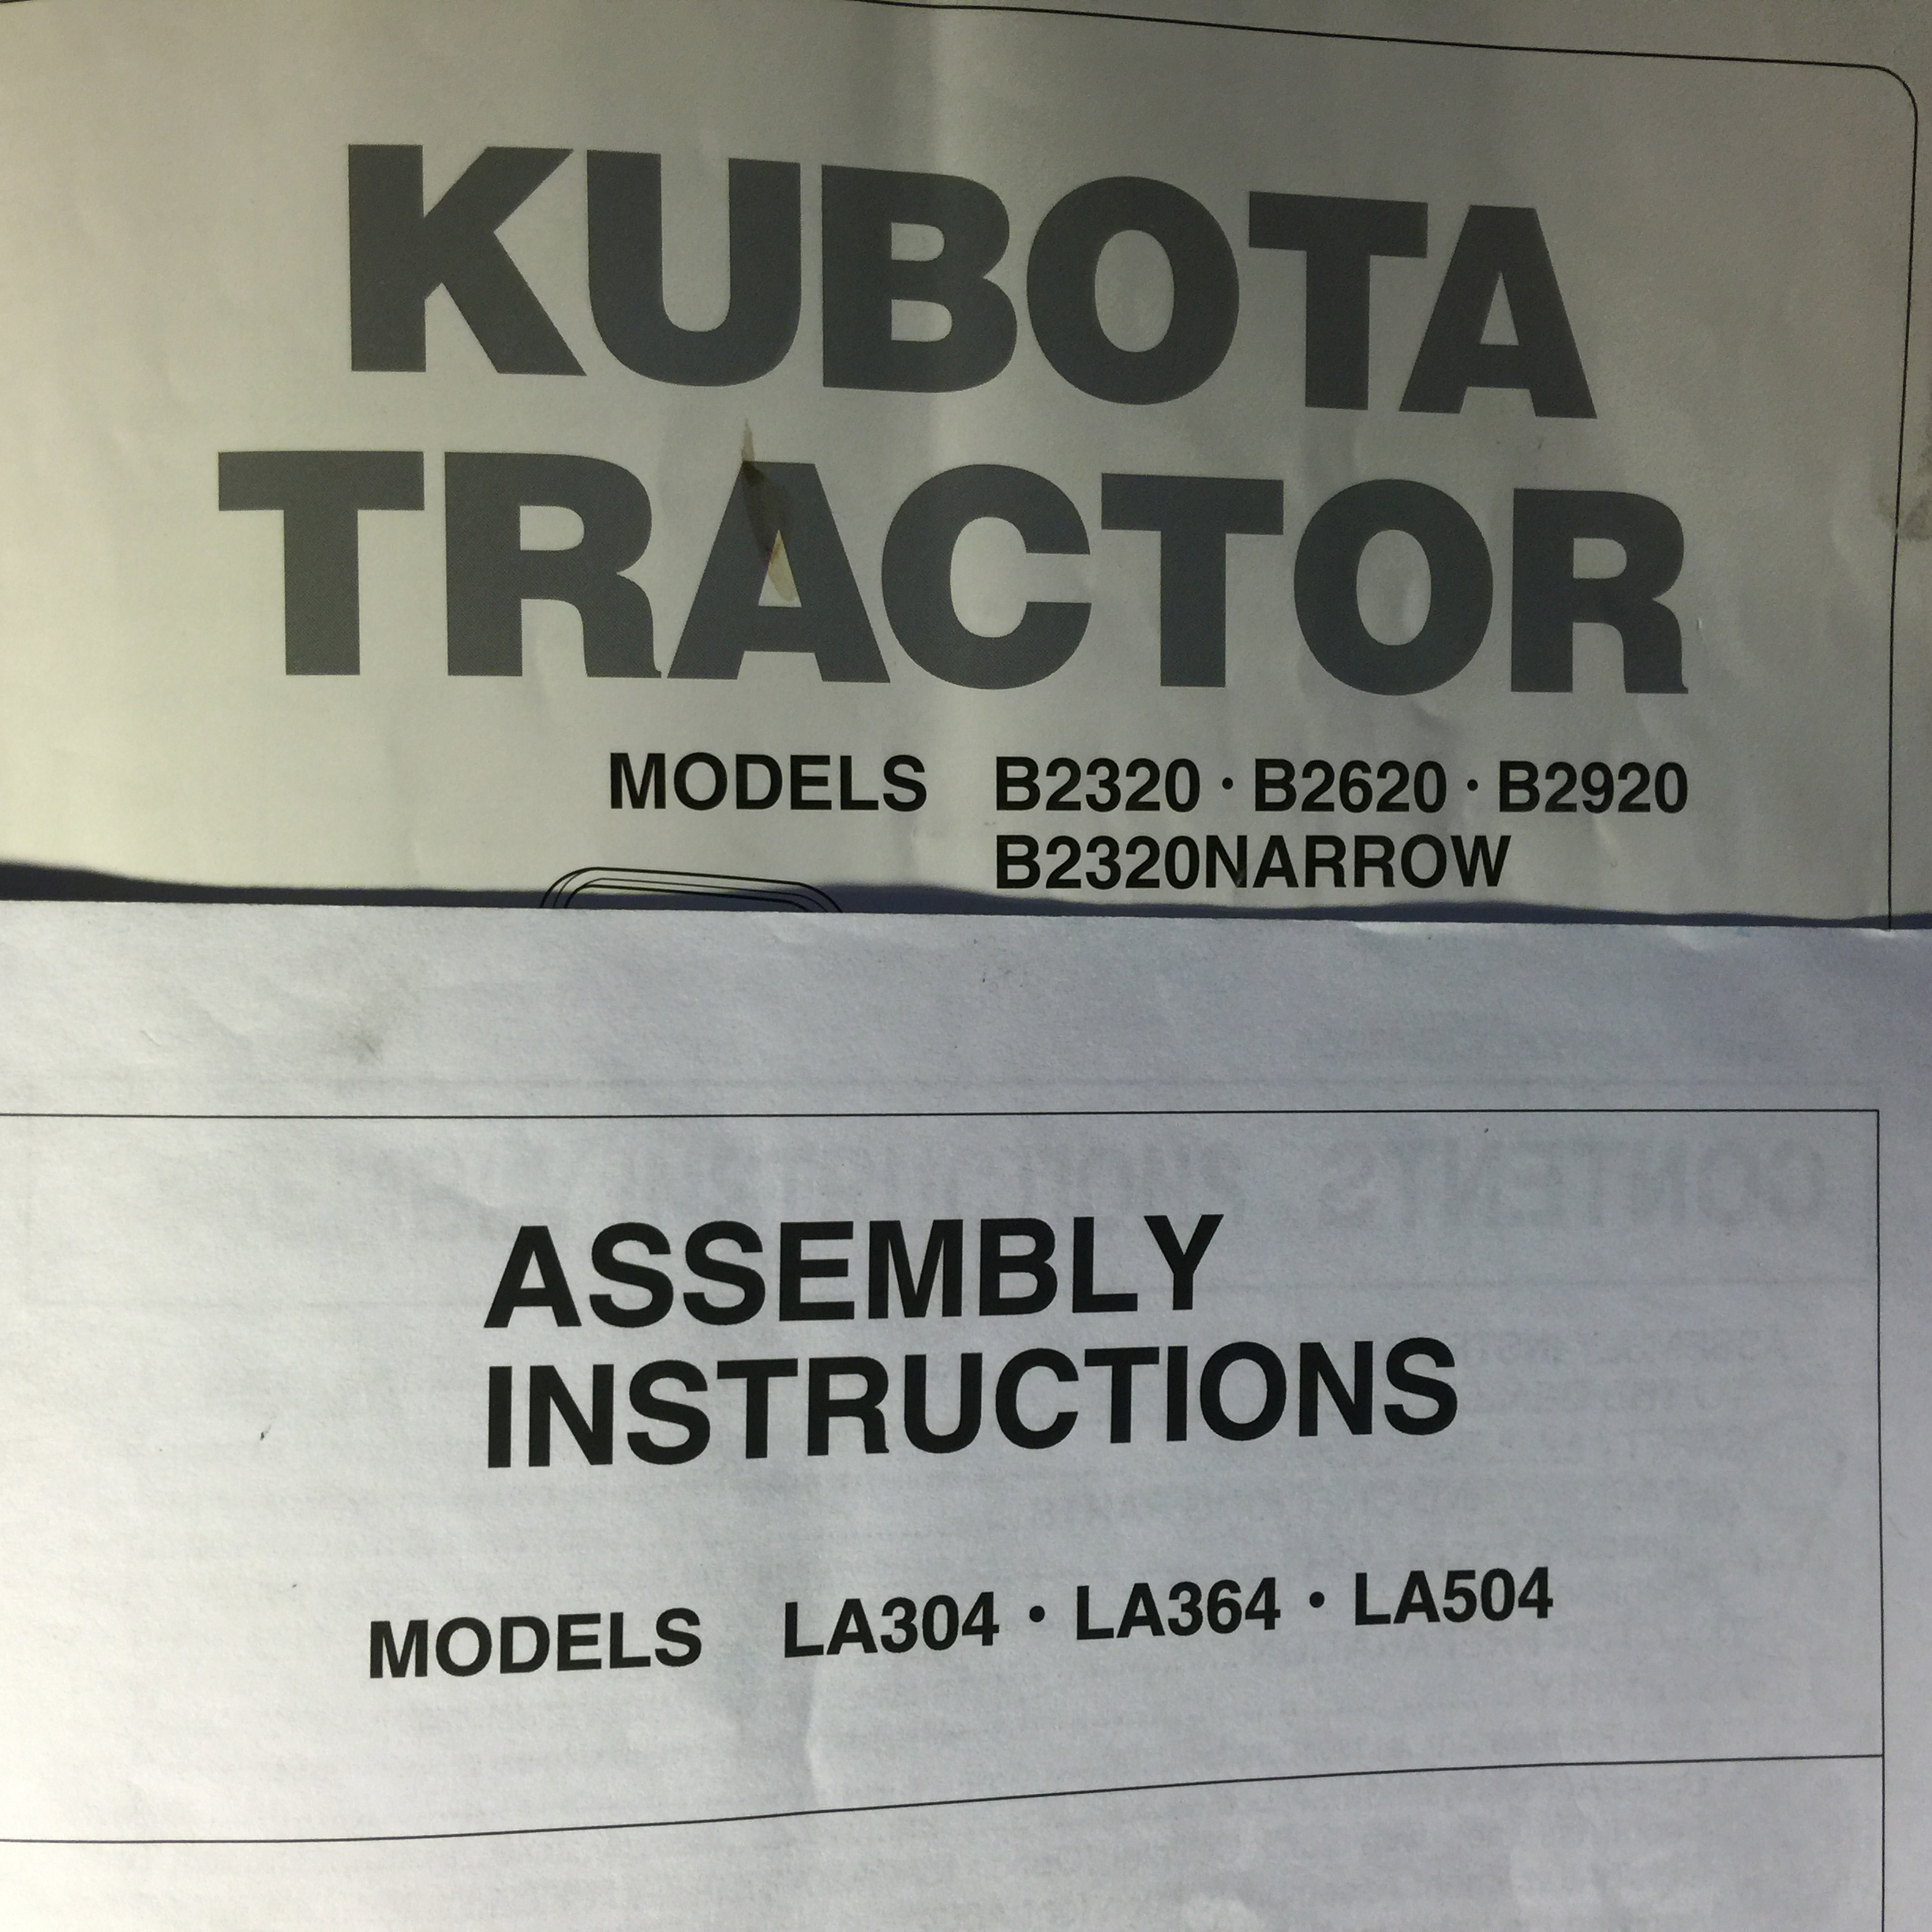 KUBOTA
TRACTOR
MODELS B2320 · B2620 · B2920
B2320NARROW
ASSEMBLY
INSTRUCTIONS
MODELS LA304 · LA364 · LA504